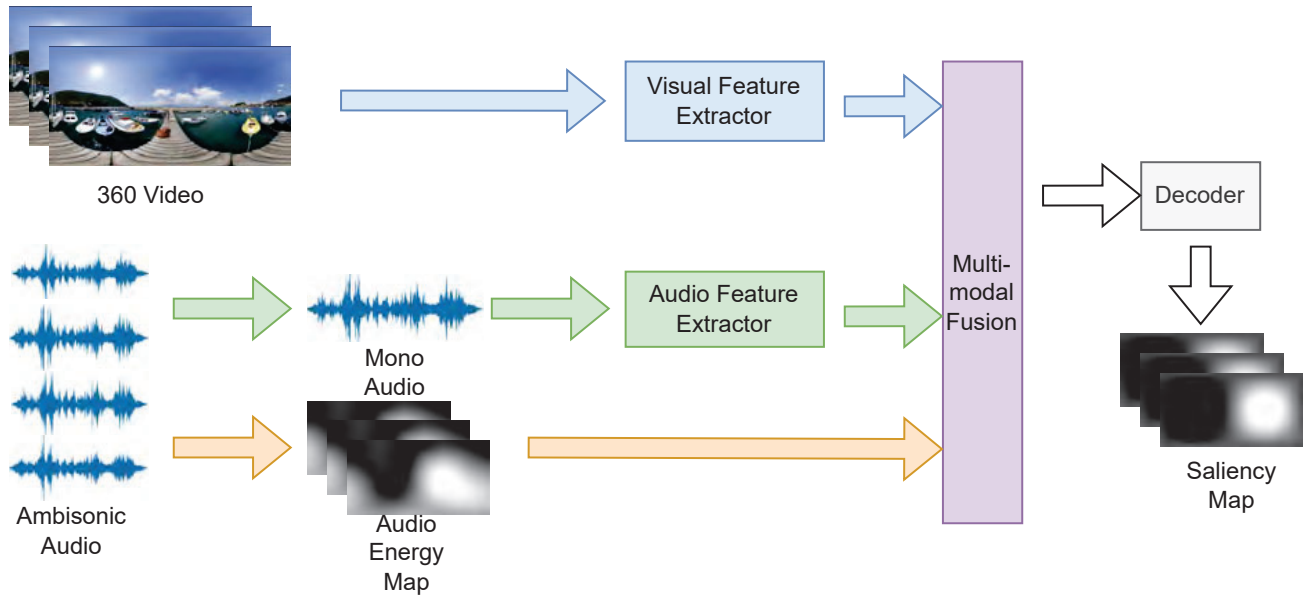 360 Video
Visual Feature
Extractor
Decoder
Multi-
modal
Fusion
Mono
Audio
Audio Feature
Extractor
Ambisonic
Audio
Audio
Energy
Map
Saliency
Map